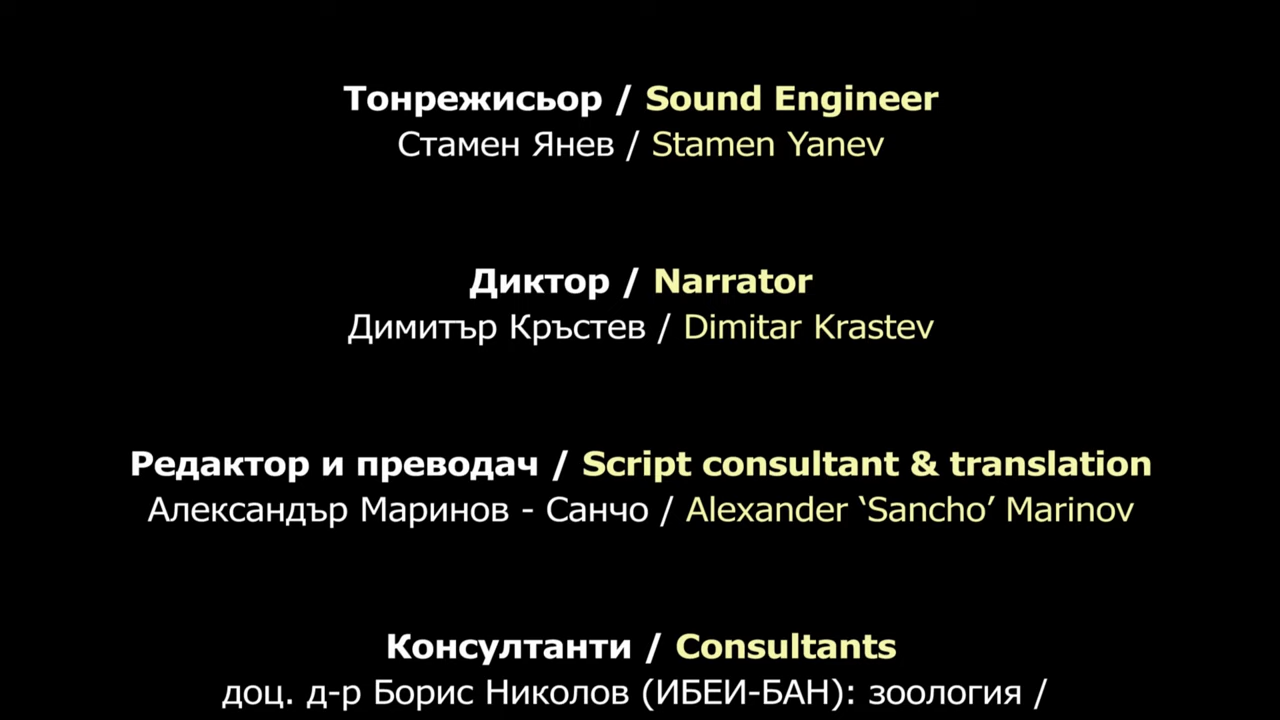 Тонрежисьор / Sound Engineer
Стамен Янев / Stamen Yanev
Диктор / Narrator
Димитър Кръстев / Dimitar Krastev
Редактор и преводач / Script consultant & translation
Александър Маринов - Санчо / Alexander ‘Sancho’ Marinov
Консултанти / Consultants
доц. д-р Борис Николов (ИБЕИ-БАН): зоология /